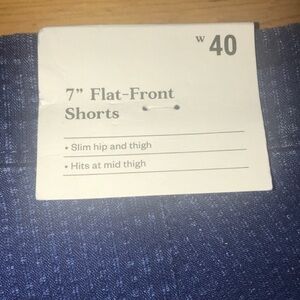 W 40
7" Flat-Front
Shorts
• Slim hip and thigh
• Hits at mid thigh